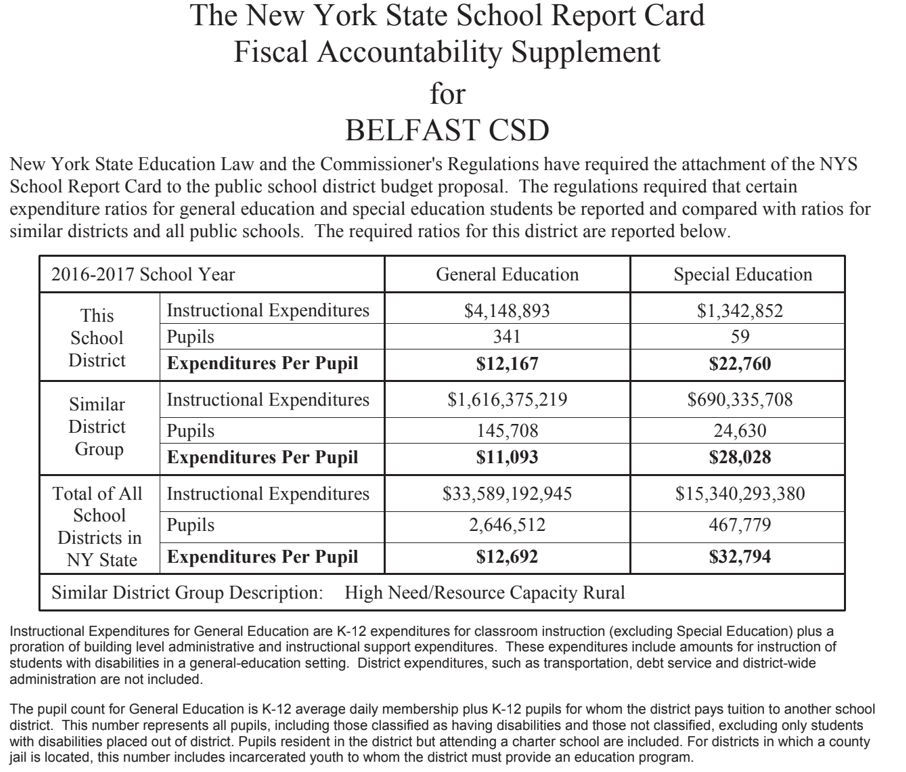 The New York State School Report Card
Fiscal Accountability Supplement
for
BELFAST CSD
New York State Education Law and the Commissioner's Regulations have required the attachment of the NYS
School Report Card to the public school district budget proposal.  The regulations required that certain
expenditure ratios for general education and special education students be reported and compared with ratios for
similar districts and all public schools.  The required ratios for this district are reported below.
2016-2017 School Year General Education Special Education
This School District
Instructional Expenditures $4,148,893 $1,342,852
Pupils 341 59
Expenditures Per Pupil $12,167 $22,760
Similar District Group
Instructional Expenditures $1,616,375,219 $690,335,708
Pupils 145,708 24,630
Expenditures Per Pupil $11,093 $28,028
Total of All School Districts in NY State
Instructional Expenditures $33,589,192,945 $15,340,293,380
Pupils 2,646,512 467,779
Expenditures Per Pupil $12,692 $32,794
Similar District Group Description: High Need/Resource Capacity Rural
Instructional Expenditures for General Education are K-12 expenditures for classroom instruction (excluding Special Education) plus a
proration of building level administrative and instructional support expenditures.  These expenditures include amounts for instruction of
students with disabilities in a general-education setting.  District expenditures, such as transportation, debt service and district-wide
administration are not included.
The pupil count for General Education is K-12 average daily membership plus K-12 pupils for whom the district pays tuition to another school
district.  This number represents all pupils, including those classified as having disabilities and those not classified, excluding only students
with disabilities placed out of district. Pupils resident in the district but attending a charter school are included. For districts in which a county
jail is located, this number includes incarcerated youth to whom the district must provide an education program.